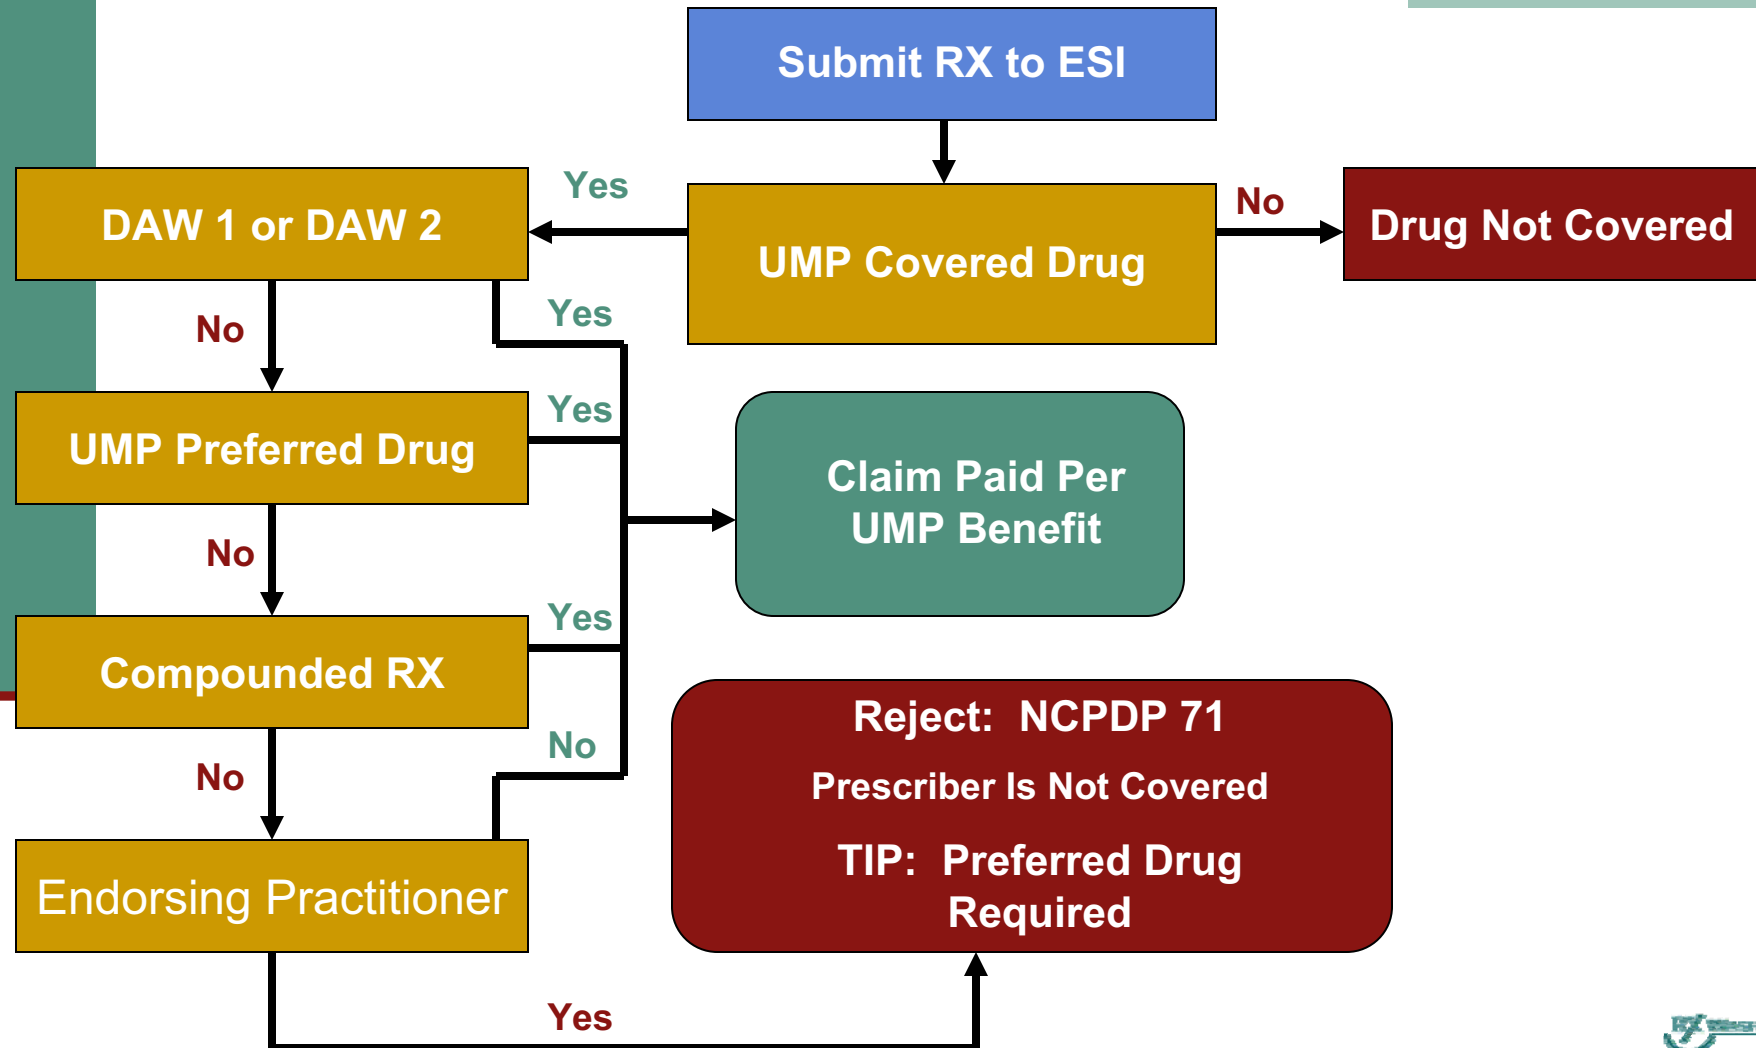 Submit RX to ESI
Yes
No
DAW 1 or DAW 2
UMP Covered Drug
Drug Not Covered
No
Yes
UMP Preferred Drug
Yes
Claim Paid Per
UMP Benefit
No
Yes
Compounded RX
Reject: NCPDP 71
Prescriber Is Not Covered
TIP: Preferred Drug
Required
No
No
Endorsing Practitioner
Yes